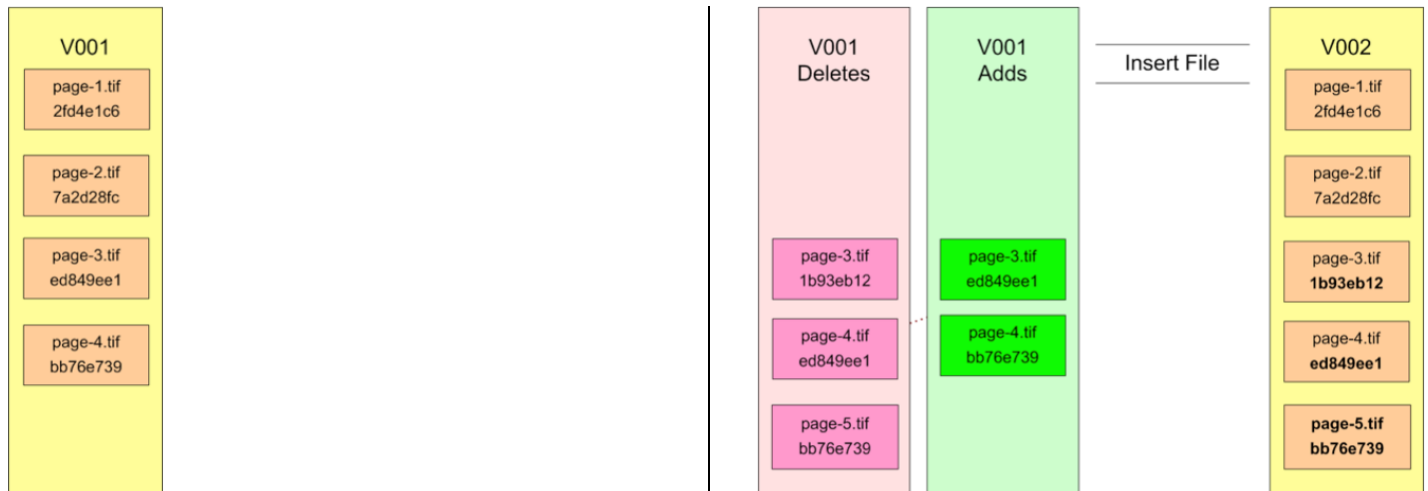 V001
page-1.tif
2fd4e1c6
page-2.tif
7a2d28fc
page-3.tif
ed849ee1
page-4.tif
bb76e739
V001
Deletes
page-3.tif
1b93eb12
page-4.tif
ed849ee1
page-5.tif
bb76e739
V001
Adds
page-3.tif
ed849ee1
page-4.tif
bb76e739
Insert File
V002
page-1.tif
2fd4e1c6
page-2.tif
7a2d28fc
page-3.tif
1b93eb12
page-4.tif
ed849ee1
page-5.tif
bb76e739